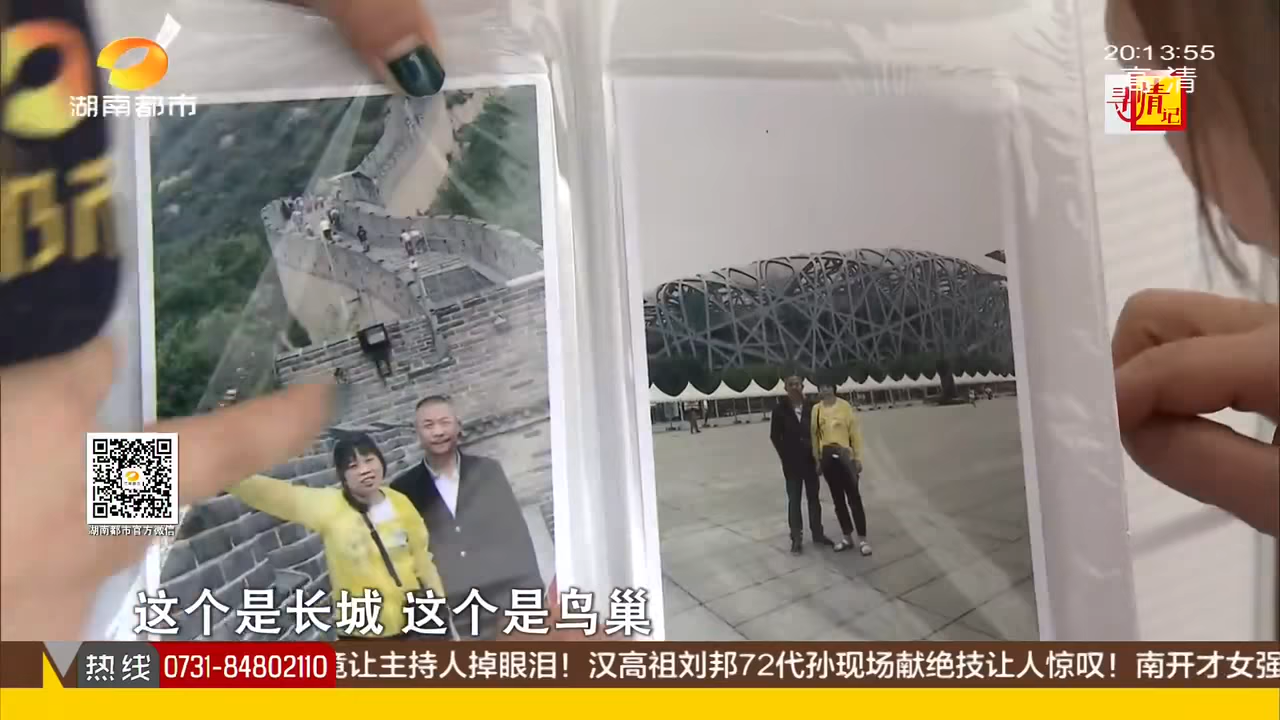 湖南都市
20:13:55
高清
寻情记
湖南都市官方微信
这个是长城 这个是鸟巢
热线 0731-84802110 竟让主持人掉眼泪！汉高祖刘邦72代孙现场献绝技让人惊叹！南开才女强